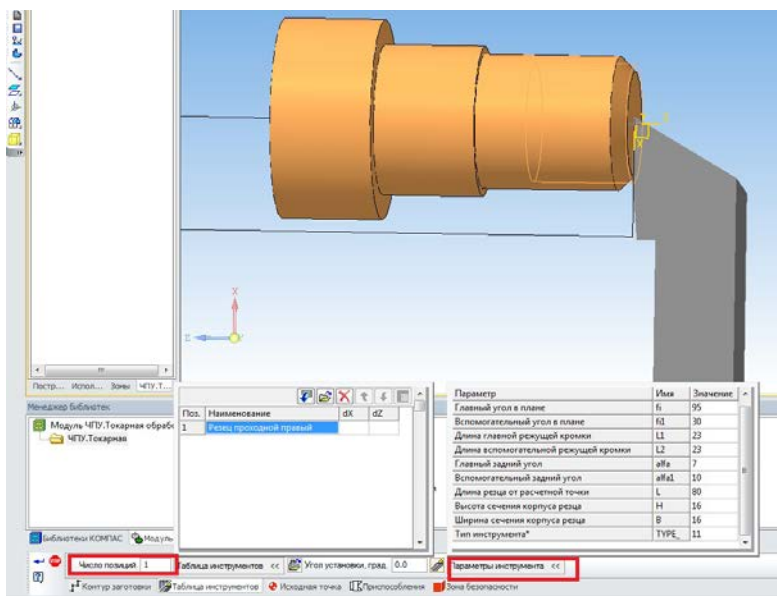 X
Z
Постр... Испол... Зоны ЧПУ.Т...
Менеджер библиотек
Модуль ЧПУ.Токарная обрабо
ЧПУ.Токарная
Поз. Наименование dX dZ
1 Резец проходной правый
Параметр Имя Значение
Главный угол в плане fi 95
Вспомогательный угол в плане fi1 30
Длина главной режущей кромки L1 23
Длина вспомогательной режущей кромки L2 23
Главный задний угол alfa 7
Вспомогательный задний угол alfa1 10
Длина резца от расчетной точки L 80
Высота сечения корпуса резца H 16
Ширина сечения корпуса резца B 16
Тип инструмента* TYPE_ 11
Библиотеки КОМПАС Модуль
Число позиций 1 Таблица инструментов << Угол установки, град. 0.0 Параметры инструмента <<
Контур заготовки Таблица инструментов Исходная точка Приспособления Зона безопасности